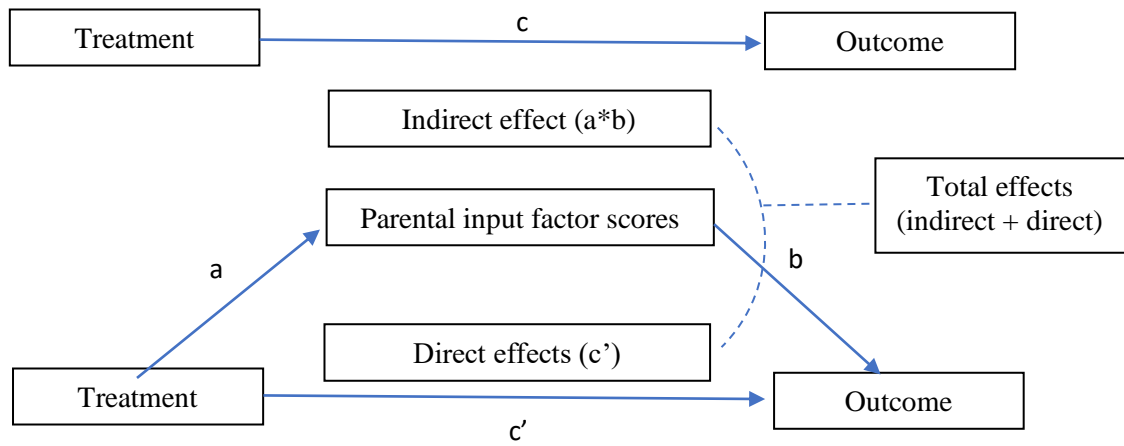 c
Treatment
Outcome
Indirect effect (a*b)
Total effects
(indirect + direct)
Parental input factor scores
a
b
Direct effects (c’)
Treatment
Outcome
c’